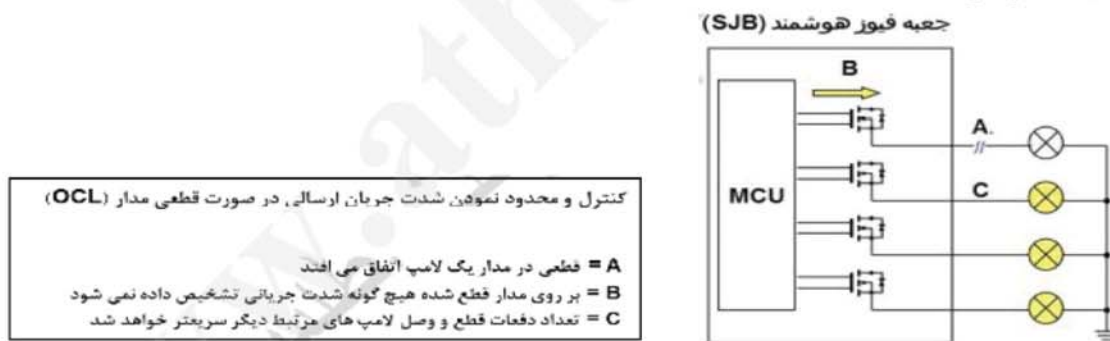 جعبه فیوز هوشمند (SJB)
B
A.
MCU
C
کنترل و محدود نمودن شدت جریان ارسالی در صورت قطعی مدار (OCL)
A = قطعی در مدار یک لامپ اتفاق می افتد
B = بر روی مدار قطع شده هیچ گونه شدت جریانی تشخیص داده نمی شود
C = تعداد دفعات قطع و وصل لامپ های مرتبط دیگر سریعتر خواهد شد